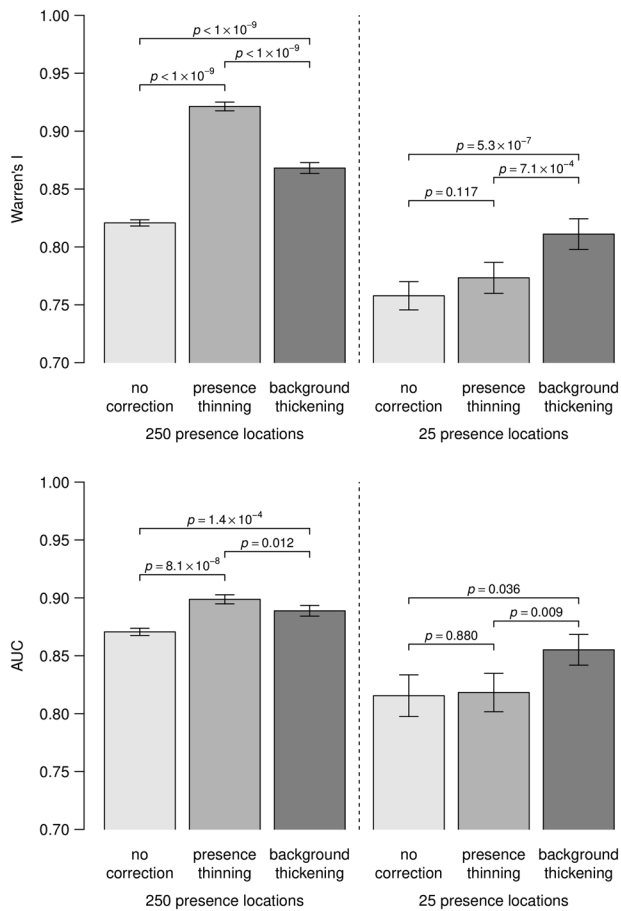 Warren's I
1.00
0.95
0.90
0.85
0.80
0.75
0.70
p < 1 × 10⁻⁹
p < 1 × 10⁻⁹
p < 1 × 10⁻⁹
p = 5.3 × 10⁻⁷
p = 7.1 × 10⁻⁴
p = 0.117
no correction
presence thinning
background thickening
no correction
presence thinning
background thickening
250 presence locations
25 presence locations
AUC
1.00
0.95
0.90
0.85
0.80
0.75
0.70
p = 1.4 × 10⁻⁴
p = 0.012
p = 8.1 × 10⁻⁸
p = 0.036
p = 0.009
p = 0.880
no correction
presence thinning
background thickening
no correction
presence thinning
background thickening
250 presence locations
25 presence locations